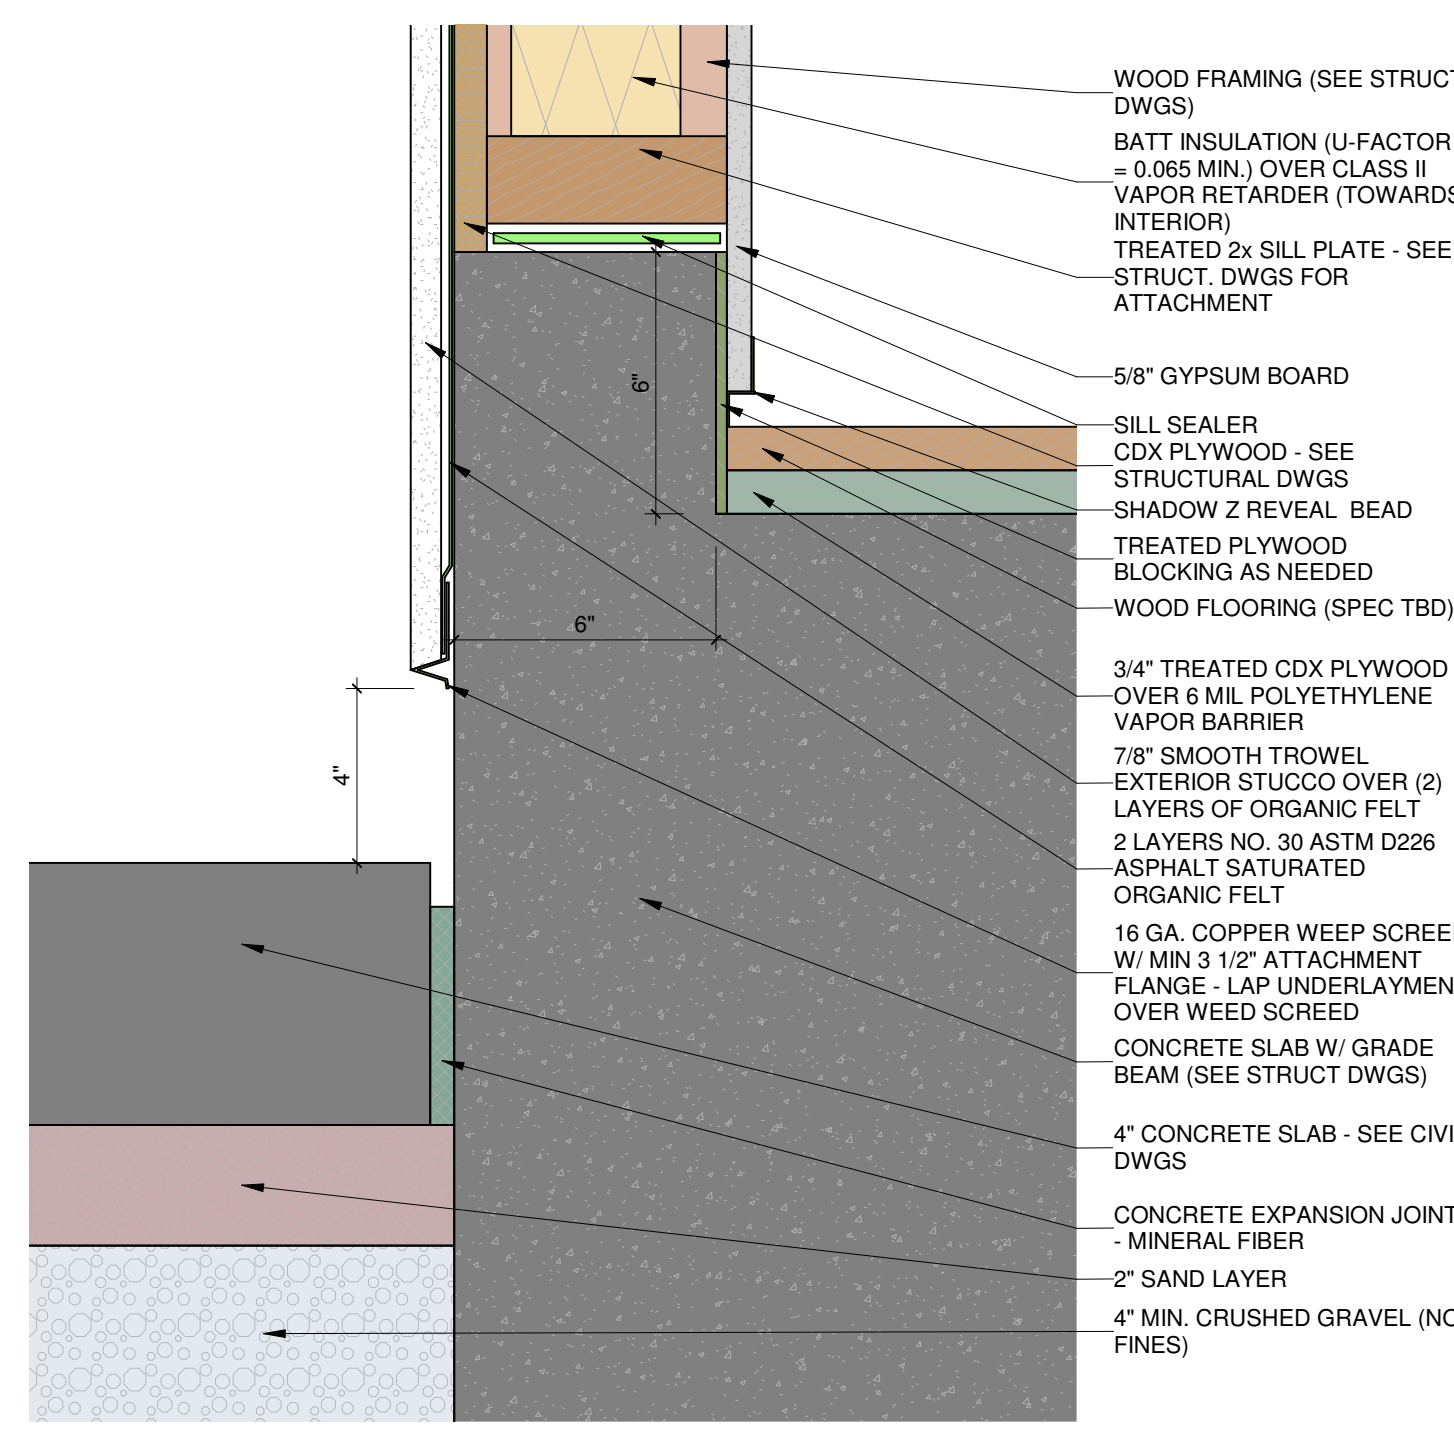 WOOD FRAMING (SEE STRUCT
DWGS)
BATT INSULATION (U-FACTOR
= 0.065 MIN.) OVER CLASS II
VAPOR RETARDER (TOWARDS
INTERIOR)
TREATED 2x SILL PLATE - SEE
STRUCT. DWGS FOR
ATTACHMENT
5/8" GYPSUM BOARD
6"
SILL SEALER
CDX PLYWOOD - SEE
STRUCTURAL DWGS
SHADOW Z REVEAL BEAD
TREATED PLYWOOD
BLOCKING AS NEEDED
WOOD FLOORING (SPEC TBD)
6"
3/4" TREATED CDX PLYWOOD
OVER 6 MIL POLYETHYLENE
VAPOR BARRIER
7/8" SMOOTH TROWEL
EXTERIOR STUCCO OVER (2)
LAYERS OF ORGANIC FELT
4"
2 LAYERS NO. 30 ASTM D226
ASPHALT SATURATED
ORGANIC FELT
16 GA. COPPER WEEP SCREE
W/ MIN 3 1/2" ATTACHMENT
FLANGE - LAP UNDERLAYMEN
OVER WEED SCREED
CONCRETE SLAB W/ GRADE
BEAM (SEE STRUCT DWGS)
4" CONCRETE SLAB - SEE CIVI
DWGS
CONCRETE EXPANSION JOINT
- MINERAL FIBER
2" SAND LAYER
4" MIN. CRUSHED GRAVEL (NO
FINES)